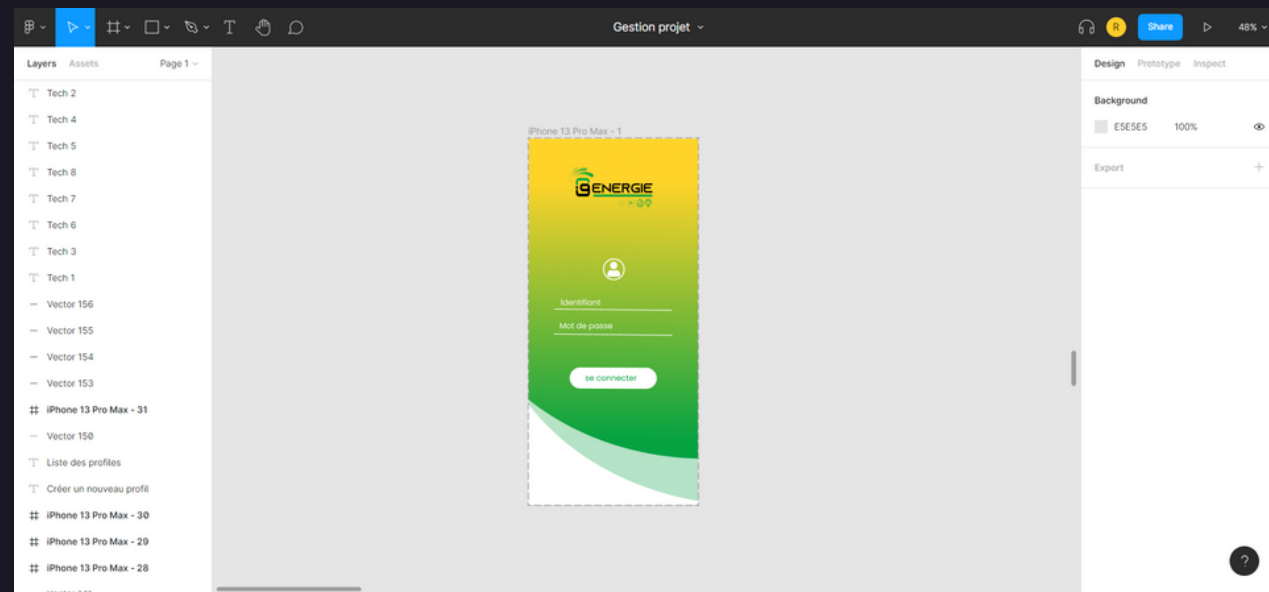 Gestion projet
R
Share
48%
Layers Assets Page 1
Tech 2
Tech 4
Tech 5
Tech 8
Tech 7
Tech 6
Tech 3
Tech 1
Vector 156
Vector 155
Vector 154
Vector 153
iPhone 13 Pro Max - 31
Vector 150
Liste des profiles
Créer un nouveau profil
iPhone 13 Pro Max - 30
iPhone 13 Pro Max - 29
iPhone 13 Pro Max - 28
iPhone 13 Pro Max - 1
ENERGIE
Identifiant
Mot de passe
se connecter
Design Prototype Inspect
Background
E5E5E5 100%
Export
?